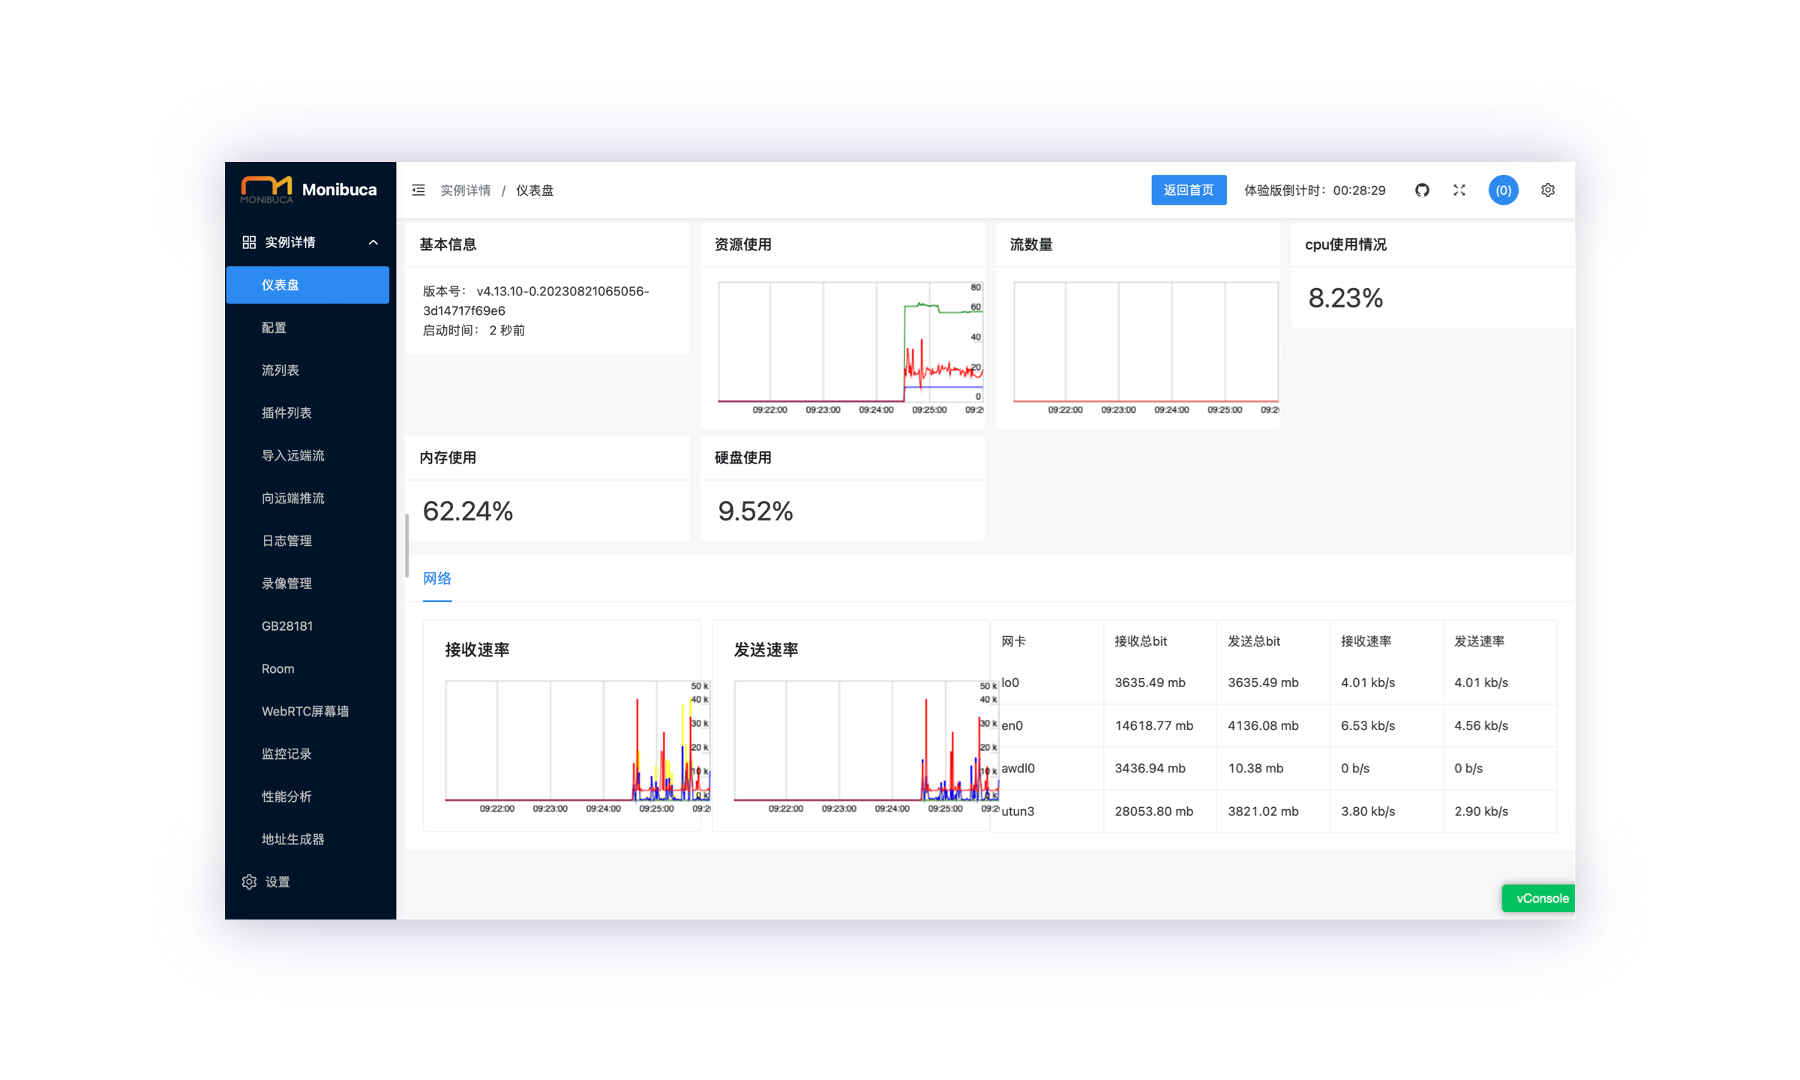 MONIBUCA
Monibuca
实例详情
仪表盘
配置
流列表
插件列表
导入远端流
向远端推流
日志管理
录像管理
GB28181
Room
WebRTC屏幕墙
监控记录
性能分析
地址生成器
设置
实例详情 / 仪表盘
返回首页
体验版倒计时：00:28:29
(0)
基本信息
版本号： v4.13.10-0.20230821065056-
3d14717f69e6
启动时间： 2 秒前
资源使用
80
60
40
20
0
09:22:00 09:23:00 09:24:00 09:25:00 09:2
流数量
09:22:00 09:23:00 09:24:00 09:25:00 09:2
cpu使用情况
8.23%
内存使用
62.24%
硬盘使用
9.52%
网络
接收速率
50 k
40 k
30 k
20 k
10 k
0 k
09:22:00 09:23:00 09:24:00 09:25:00 09:2
发送速率
50 k
40 k
30 k
20 k
10 k
0 k
09:22:00 09:23:00 09:24:00 09:25:00 09:2
网卡 接收总bit 发送总bit 接收速率 发送速率
lo0 3635.49 mb 3635.49 mb 4.01 kb/s 4.01 kb/s
en0 14618.77 mb 4136.08 mb 6.53 kb/s 4.56 kb/s
awdl0 3436.94 mb 10.38 mb 0 b/s 0 b/s
utun3 28053.80 mb 3821.02 mb 3.80 kb/s 2.90 kb/s
vConsole